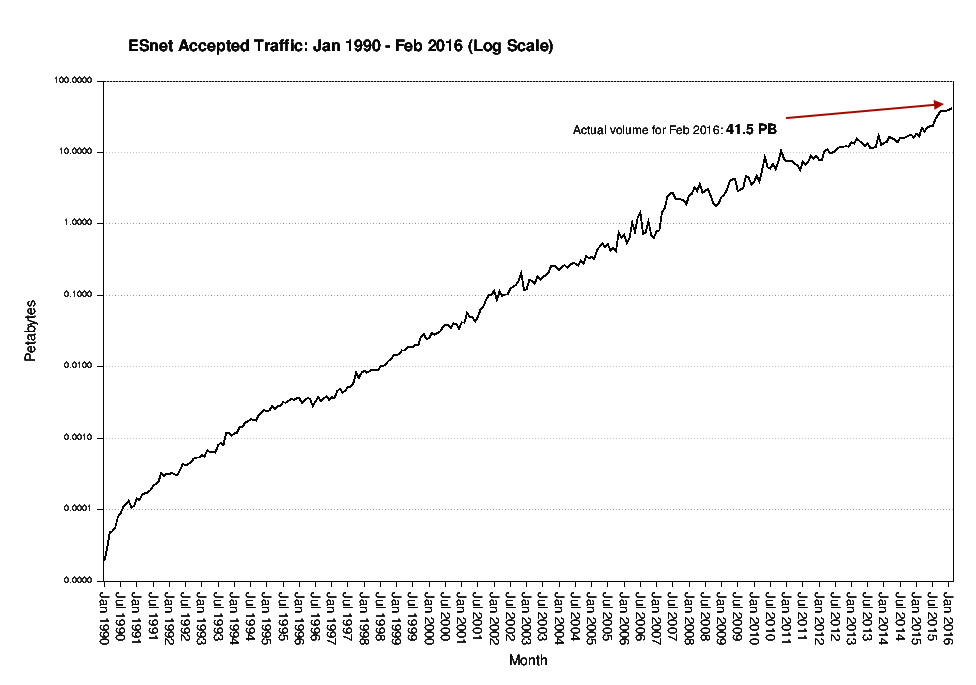 ESnet Accepted Traffic: Jan 1990 - Feb 2016 (Log Scale)
100.0000
Actual volume for Feb 2016: 41.5 PB
10.0000
1.0000
0.1000
0.0100
0.0010
0.0001
0.0000
Petabytes
Jan 1990
Jul 1990
Jan 1991
Jul 1991
Jan 1992
Jul 1992
Jan 1993
Jul 1993
Jan 1994
Jul 1994
Jan 1995
Jul 1995
Jan 1996
Jul 1996
Jan 1997
Jul 1997
Jan 1998
Jul 1998
Jan 1999
Jul 1999
Jan 2000
Jul 2000
Jan 2001
Jul 2001
Jan 2002
Jul 2002
Jan 2003
Jul 2003
Jan 2004
Jul 2004
Jan 2005
Jul 2005
Jan 2006
Jul 2006
Jan 2007
Jul 2007
Jan 2008
Jul 2008
Jan 2009
Jul 2009
Jan 2010
Jul 2010
Jan 2011
Jul 2011
Jan 2012
Jul 2012
Jan 2013
Jul 2013
Jan 2014
Jul 2014
Jan 2015
Jul 2015
Jan 2016
Month